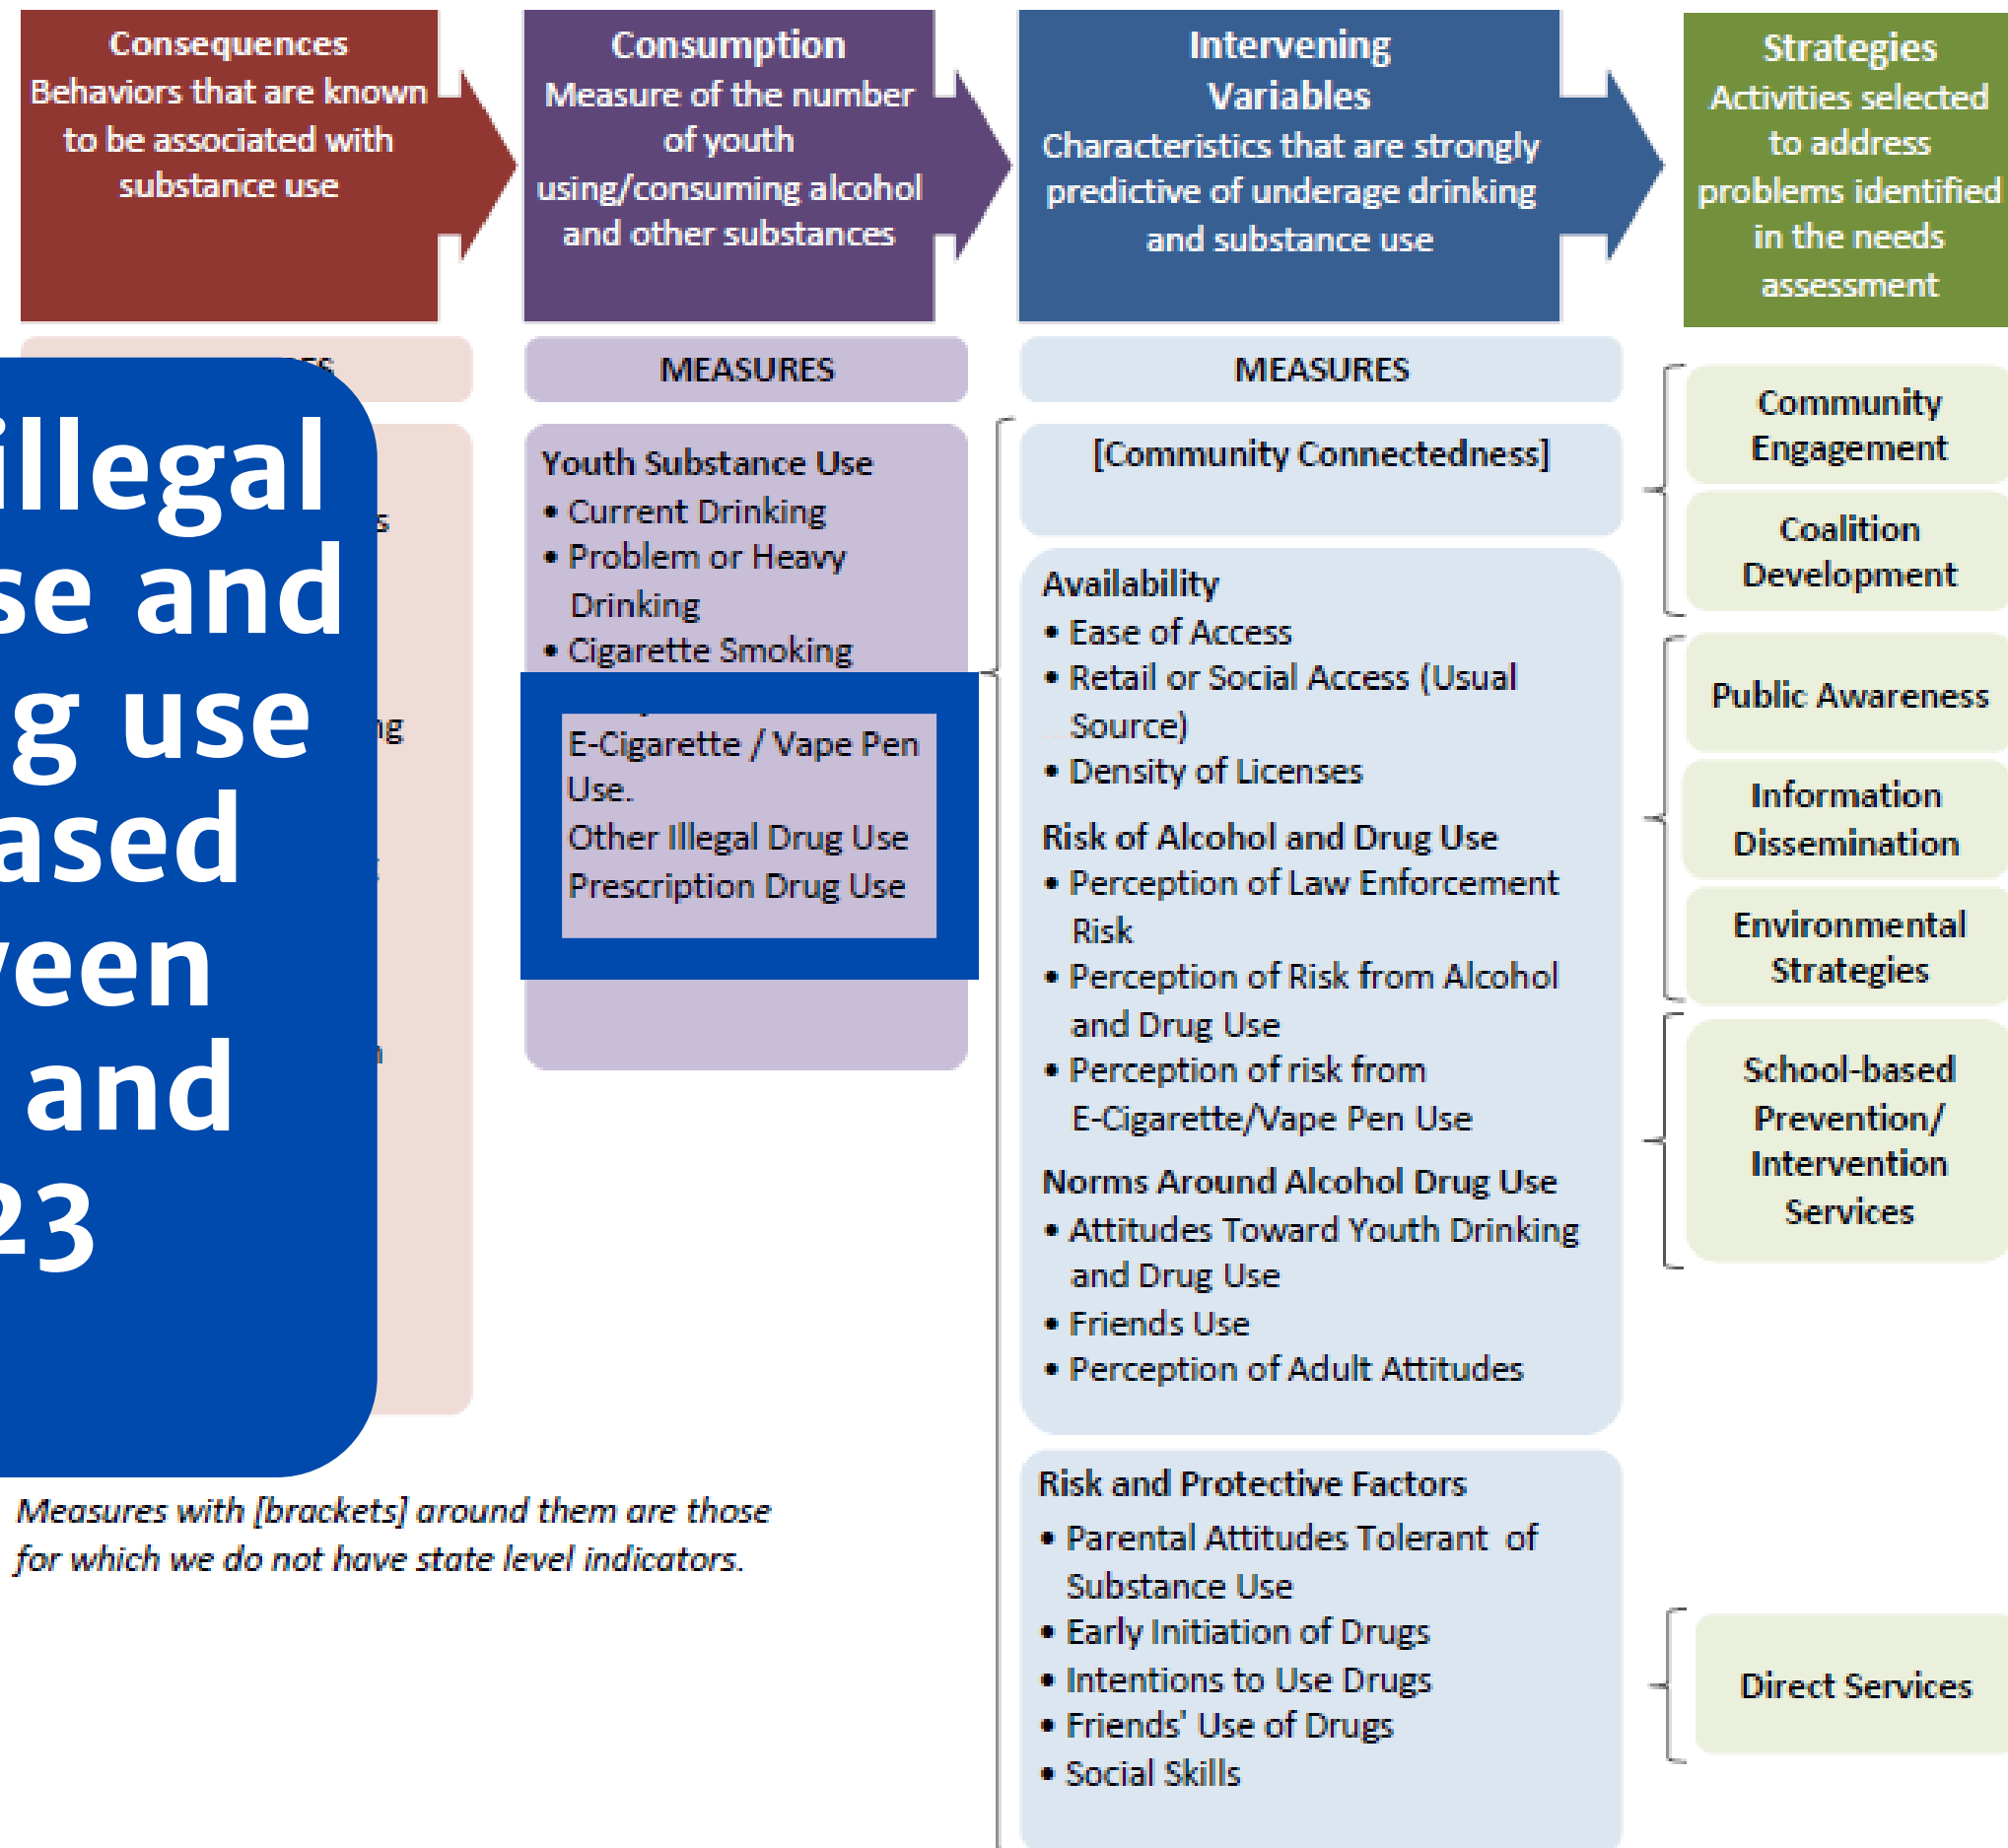 Consequences
Behaviors that are known
to be associated with
substance use
Consumption
Measure of the number
of youth
using/consuming alcohol
and other substances
Intervening
Variables
Characteristics that are strongly
predictive of underage drinking
and substance use
Strategies
Activities selected
to address
problems identified
in the needs
assessment
illegal
and
use
and
23
MEASURES
Youth Substance Use
• Current Drinking
• Problem or Heavy
Drinking
• Cigarette Smoking
E-Cigarette / Vape Pen
Use.
Other Illegal Drug Use
Prescription Drug Use
MEASURES
[Community Connectedness]
Availability
• Ease of Access
• Retail or Social Access (Usual
Source)
• Density of Licenses
Risk of Alcohol and Drug Use
• Perception of Law Enforcement
Risk
• Perception of Risk from Alcohol
and Drug Use
• Perception of risk from
E-Cigarette/Vape Pen Use
Norms Around Alcohol Drug Use
• Attitudes Toward Youth Drinking
and Drug Use
• Friends Use
• Perception of Adult Attitudes
Risk and Protective Factors
• Parental Attitudes Tolerant of
Substance Use
• Early Initiation of Drugs
• Intentions to Use Drugs
• Friends' Use of Drugs
• Social Skills
Community
Engagement
Coalition
Development
Public Awareness
Information
Dissemination
Environmental
Strategies
School-based
Prevention/
Intervention
Services
Direct Services
Measures with [brackets] around them are those
for which we do not have state level indicators.